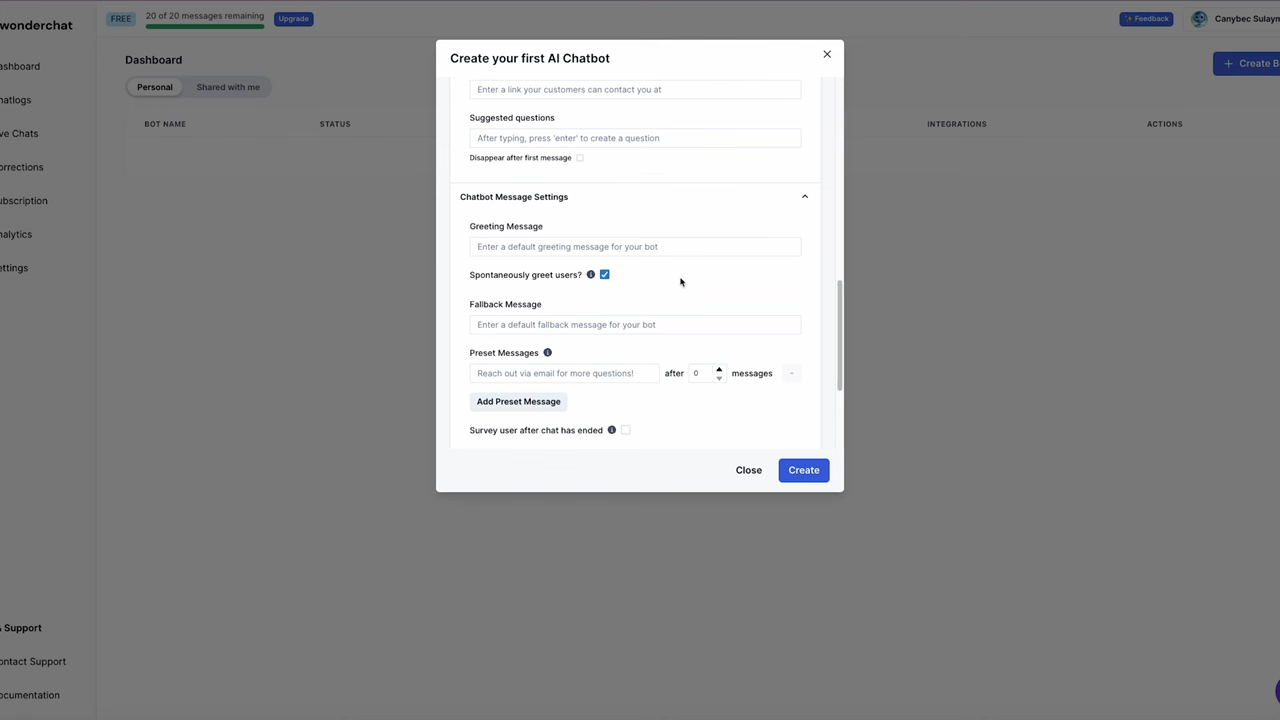 wonderchat
FREE
20 of 20 messages remaining
Upgrade
Feedback
Canybec Sulaym
ashboard
hatlogs
ve Chats
orrections
ubscription
nalytics
ettings
& Support
ontact Support
ocumentation
Dashboard
Personal
Shared with me
+ Create B
BOT NAME
STATUS
INTEGRATIONS
ACTIONS
Create your first AI Chatbot
Enter a link your customers can contact you at
Suggested questions
After typing, press 'enter' to create a question
Disappear after first message
Chatbot Message Settings
Greeting Message
Enter a default greeting message for your bot
Spontaneously greet users?
Fallback Message
Enter a default fallback message for your bot
Preset Messages
Reach out via email for more questions! after 0 messages -
Add Preset Message
Survey user after chat has ended
Close
Create